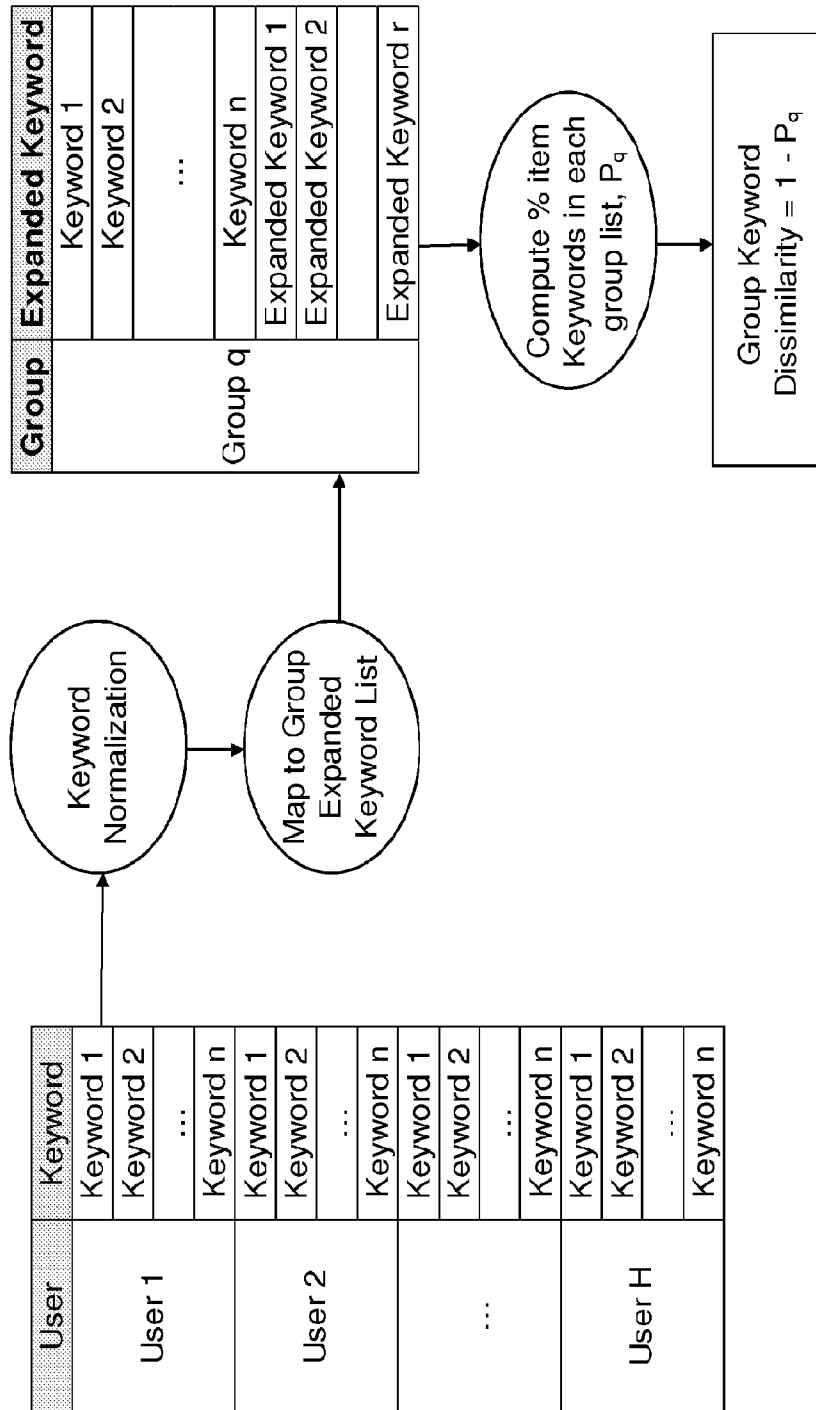 User Keyword
User 1
Keyword 1
Keyword 2
...
Keyword n
User 2
Keyword 1
Keyword 2
...
Keyword n
...
Keyword 1
Keyword 2
...
Keyword n
User H
Keyword 1
Keyword 2
...
Keyword n
Keyword
Normalization
Map to Group
Expanded
Keyword List
Group Expanded Keyword
Group q
Keyword 1
Keyword 2
...
Keyword n
Expanded Keyword 1
Expanded Keyword 2
Expanded Keyword r
Compute % item
Keywords in each
group list, Pq
Group Keyword
Dissimilarity = 1 - Pq